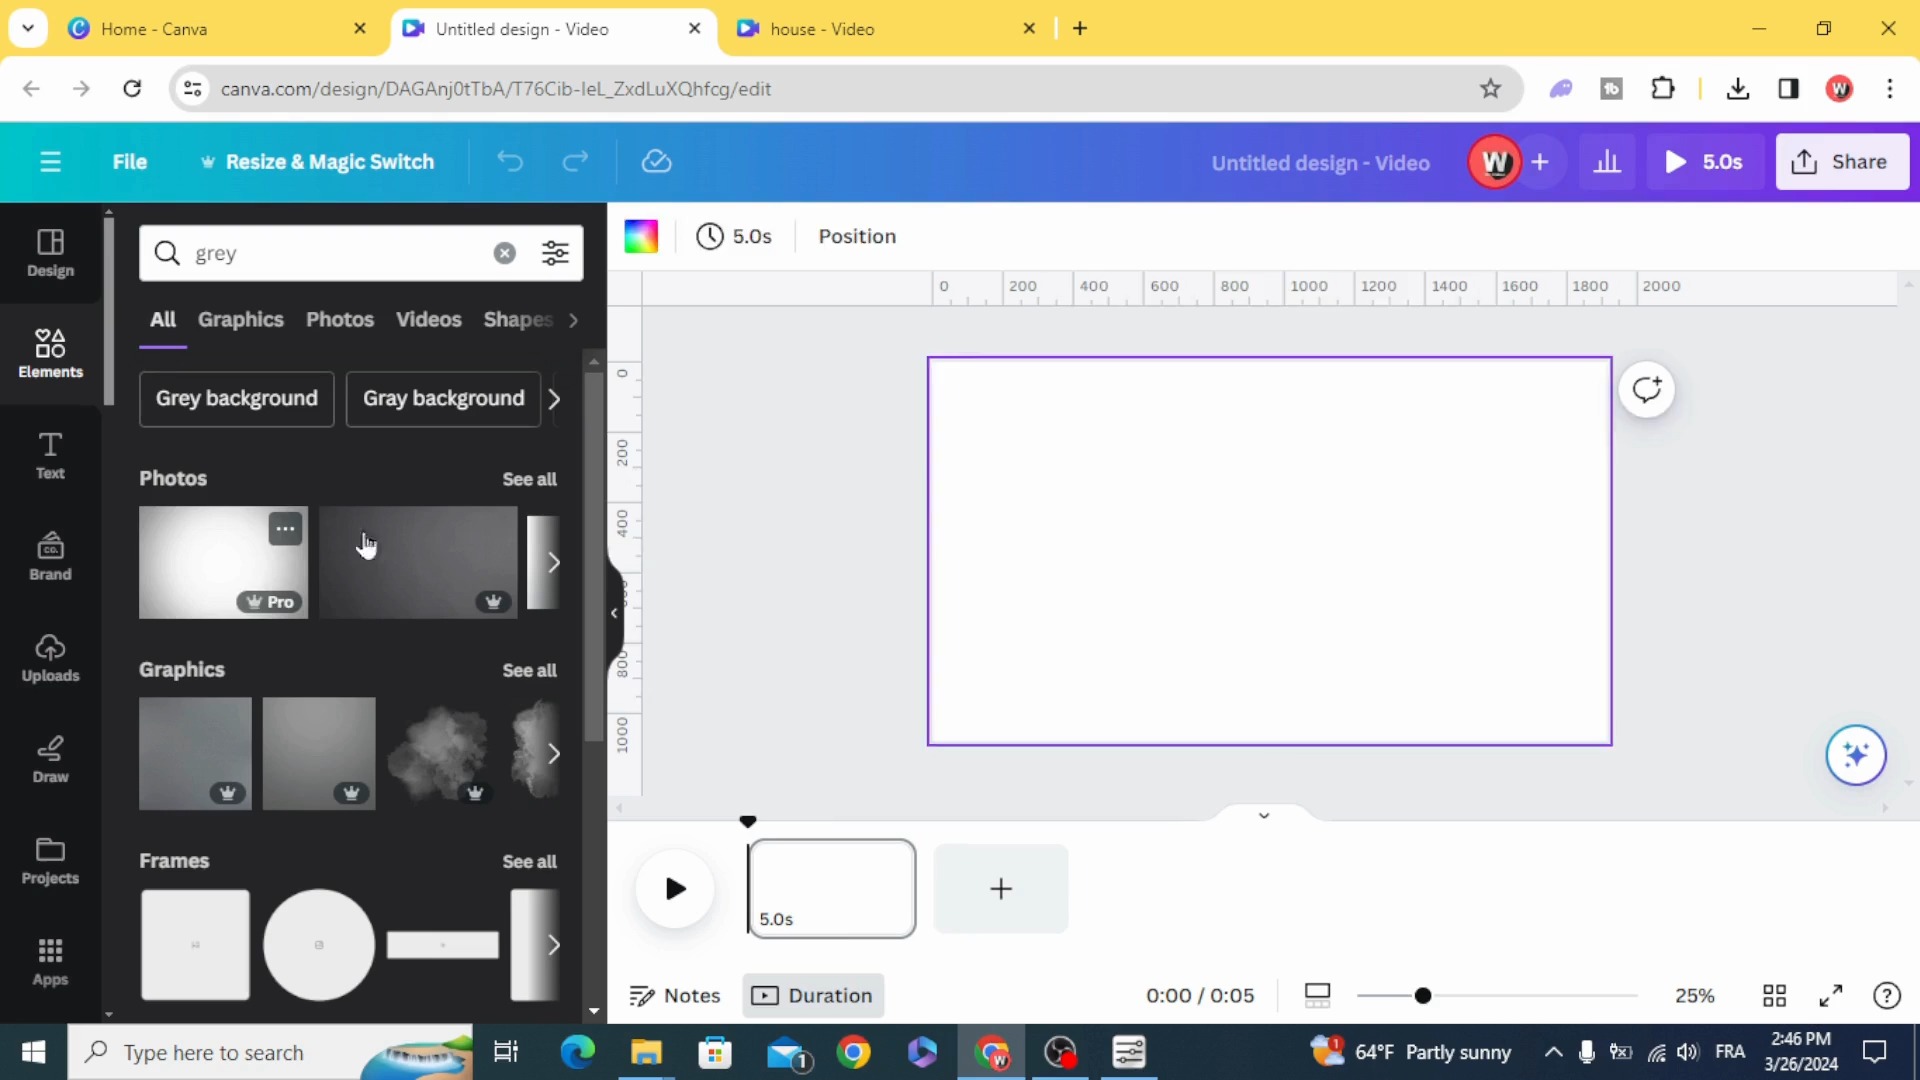 Home - Canva
Untitled design - Video
house - Video
canva.com/design/DAGAnj0tTbA/T76Cib-IeL_ZxdLuXQhfcg/edit
File
Resize & Magic Switch
Untitled design - Video
W
5.0s
Share
Design
Elements
Text
Brand
Uploads
Draw
Projects
Apps
grey
All
Graphics
Photos
Videos
Shapes
Grey background
Gray background
Photos
See all
Pro
Graphics
See all
Frames
See all
5.0s
Position
0 200 400 600 800 1000 1200 1400 1600 1800 2000
0
200
400
800
1000
5.0s
Notes
Duration
0:00 / 0:05
25%
Type here to search
1
64°F Partly sunny
FRA
2:46 PM
3/26/2024